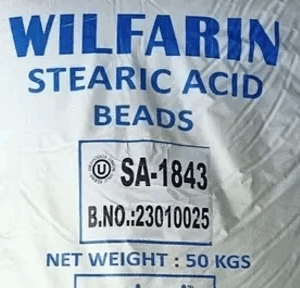 WILFARIN
STEARIC ACID
BEADS
U SA-1843
B.NO.:23010025
NET WEIGHT : 50 KGS